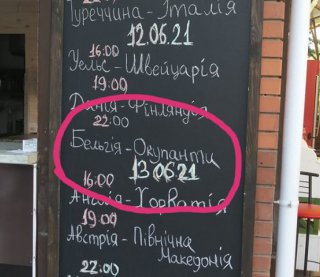 Туреччина - Італія
12.06.21
16:00
Уельс - Швейцарія
19:00
Данія - Фінляндія
22:00
Бельгія - Окупанти
13.06.21
16:00
Англія - Хорватія
19:00
Австрія - Північна
Македонія
22:00